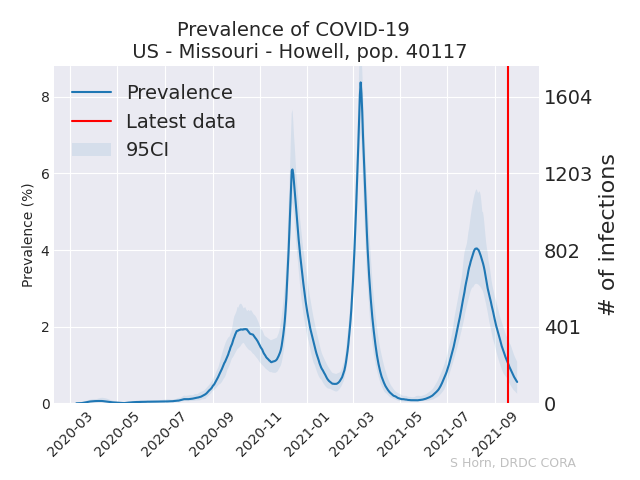 Prevalence of COVID-19
US - Missouri - Howell, pop. 40117
Prevalence
Latest data
95CI
Prevalence (%)
8
6
4
2
0
1604
1203
802
401
0
# of infections
2020-03
2020-05
2020-07
2020-09
2020-11
2021-01
2021-03
2021-05
2021-07
2021-09
S Horn, DRDC CORA